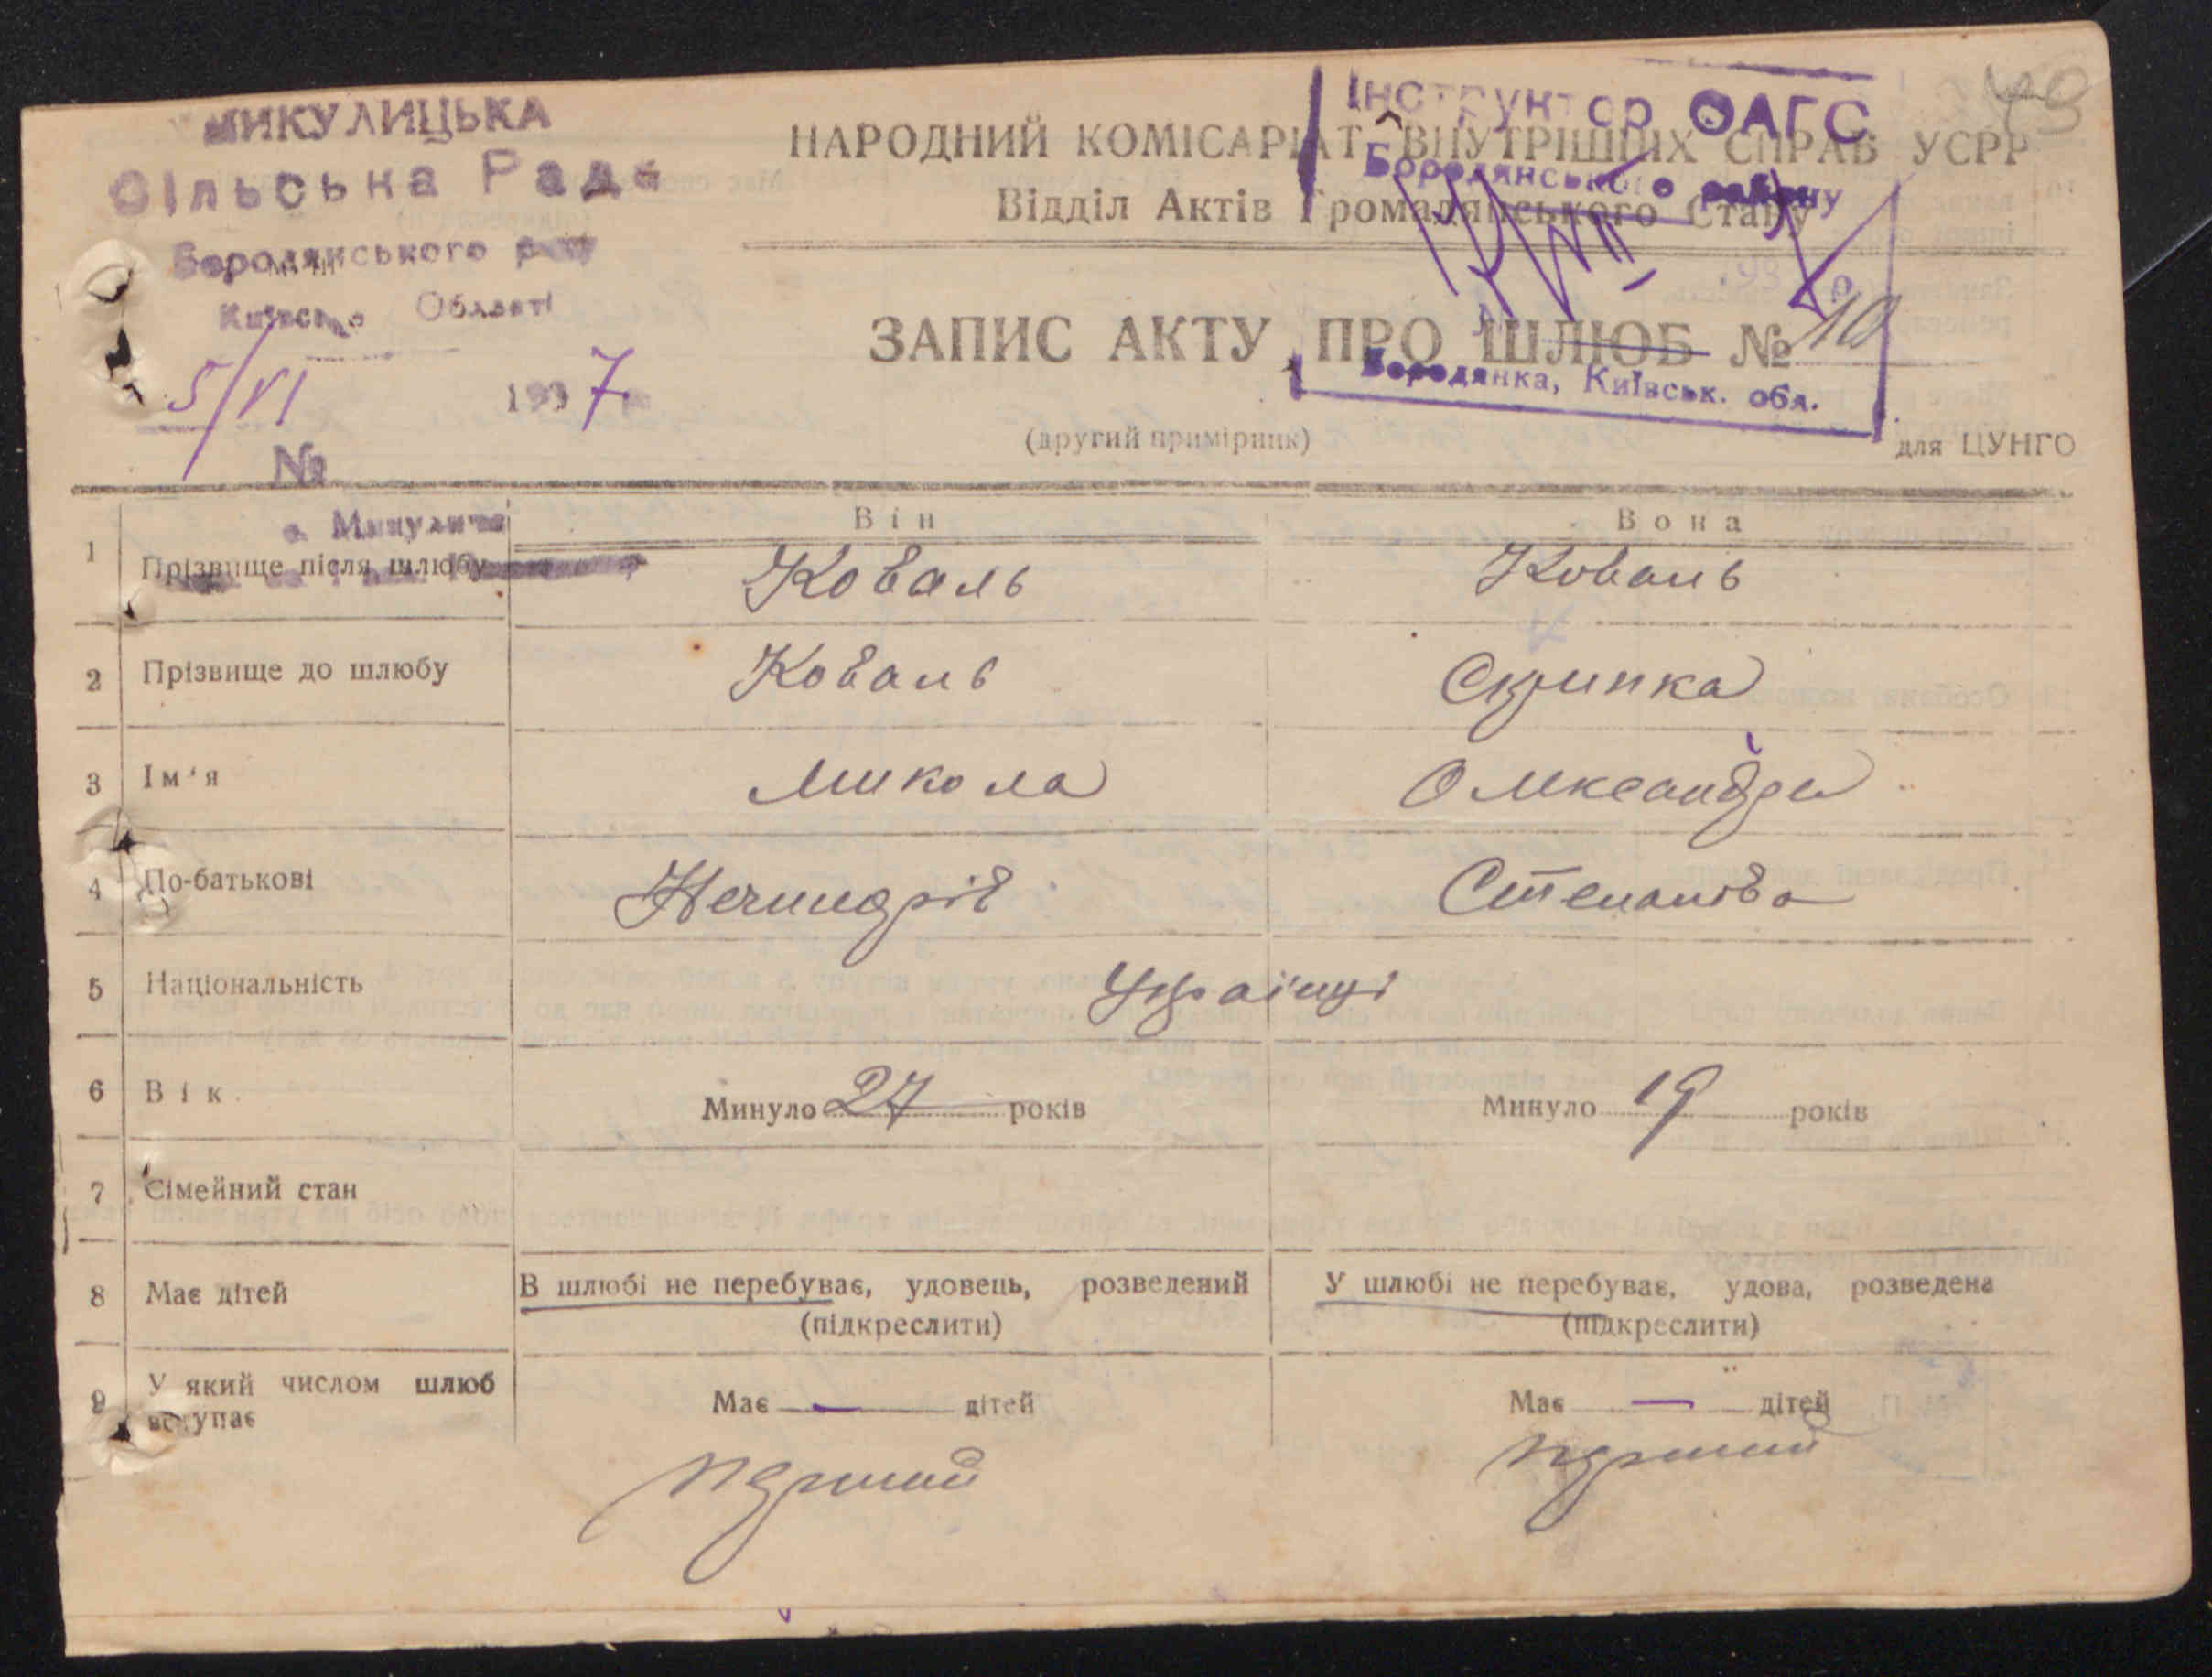 49
МИКУЛИЦЬКА
Сільська Рада
Бородянського р-ну
Київської Області
5/VI 1937
№
с. Микуличі
Інструктор ОАГС
Бородянського району
Бородянка, Київськ. обл.
НАРОДНИЙ КОМІСАРІАТ ВНУТРІШНІХ СПРАВ УСРР
Відділ Актів Громадянського Стану
ЗАПИС АКТУ ПРО ШЛЮБ № 10
(другий примірник)
для ЦУНГО
Він Вона
1 Прізвище після шлюбу Коваль Коваль
2 Прізвище до шлюбу Коваль Скрипка
3 Ім'я Микола Олександра
4 По-батькові Степанова
5 Національність Українці
6 Вік Минуло 27 років Минуло 19 років
7 Сімейний стан
8 Має дітей В шлюбі не перебуває, удовець, розведений У шлюбі не перебуває, удова, розведена
(підкреслити) (підкреслити)
9 У який числом шлюб вступає Має — дітей Має — дітей
перший перший